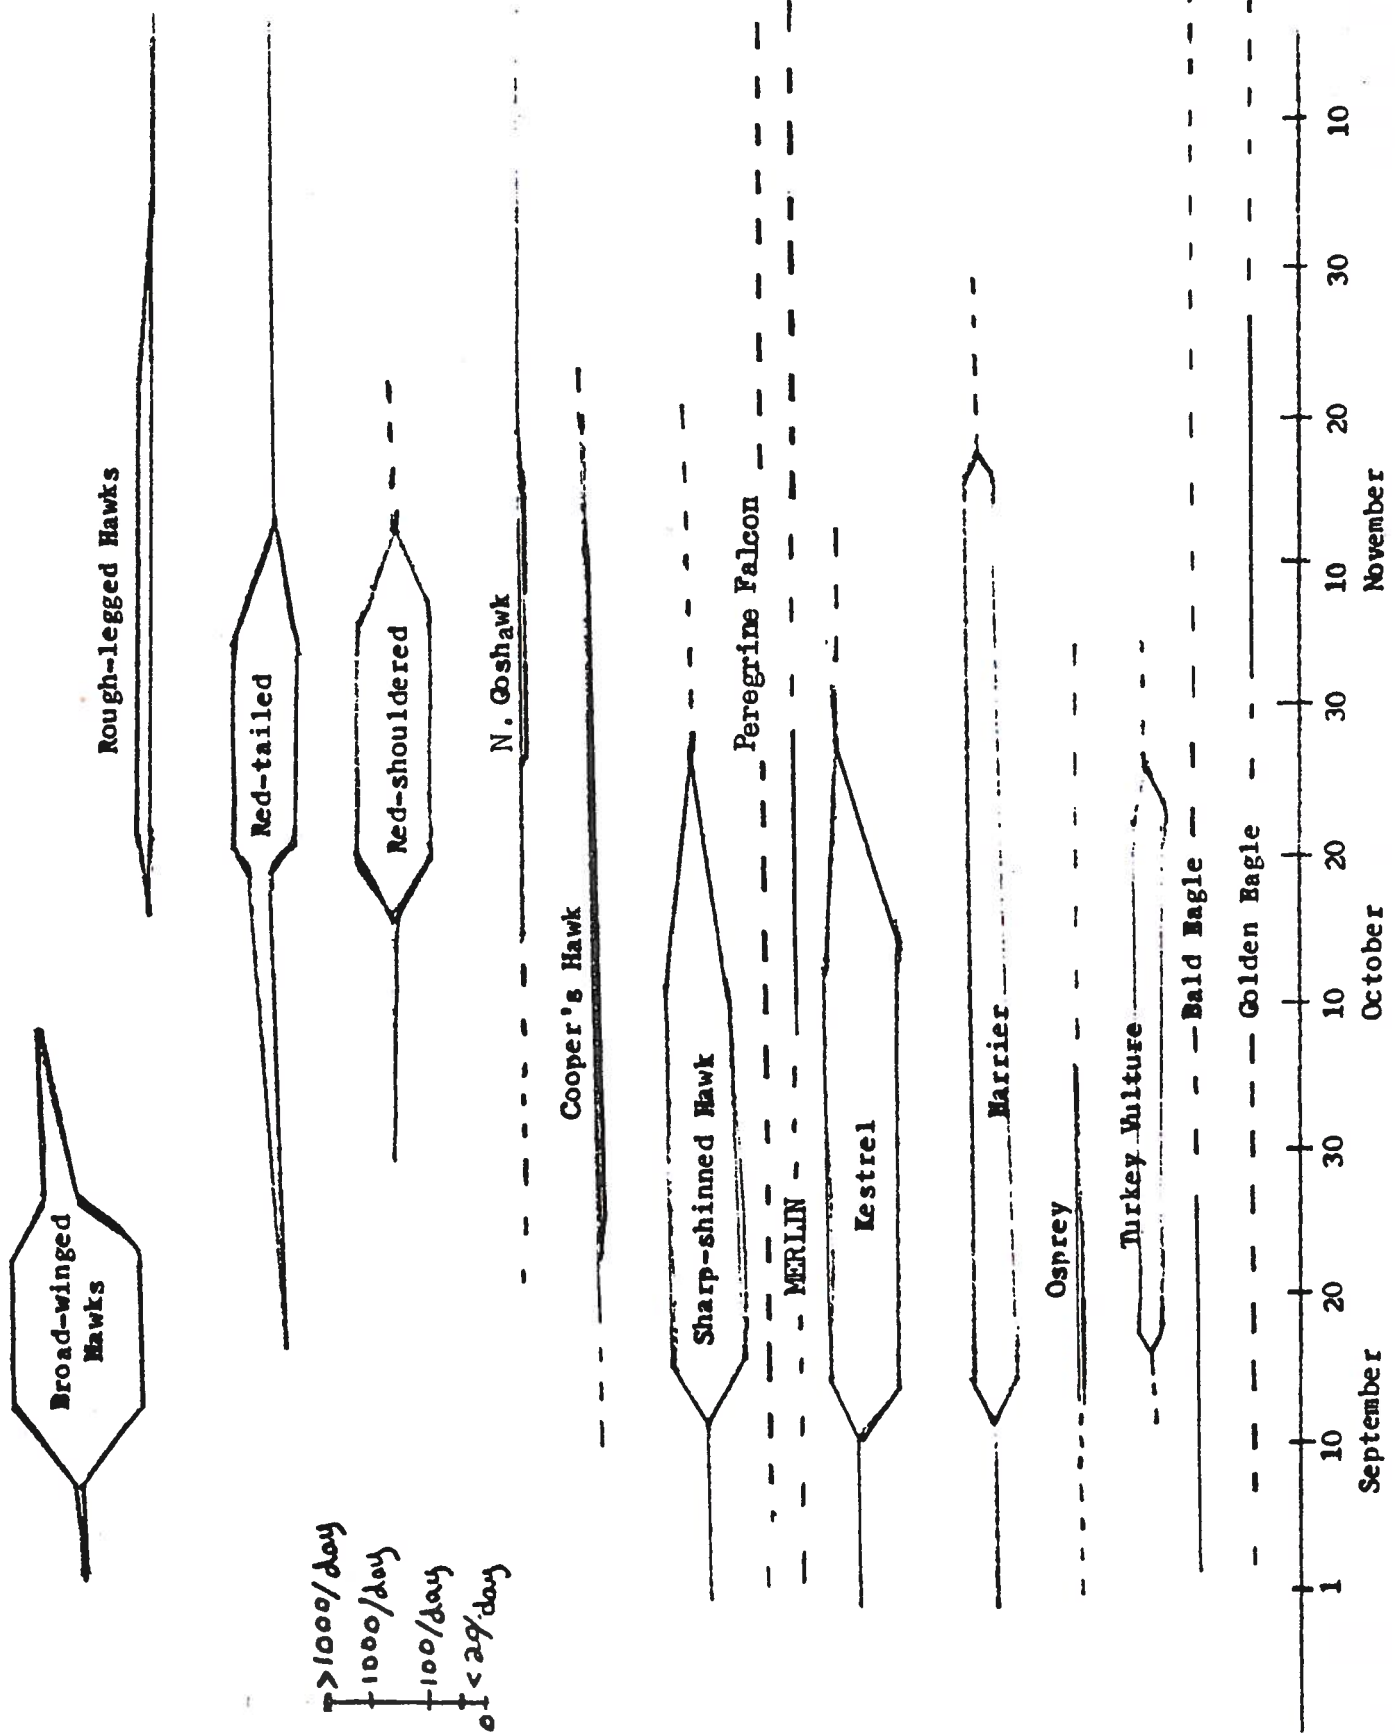 Rough-legged Hawks
Broad-winged
Hawks
Red-tailed
Red-shouldered
N. Goshawk
Cooper's Hawk
Sharp-shinned Hawk
Peregrine Falcon
MERLIN
Kestrel
Harrier
Osprey
Turkey Vulture
Bald Eagle
Golden Eagle
>1000/day
1000/day
100/day
0
1 10 20 30 10 20 30 10 20 30 10
September October November